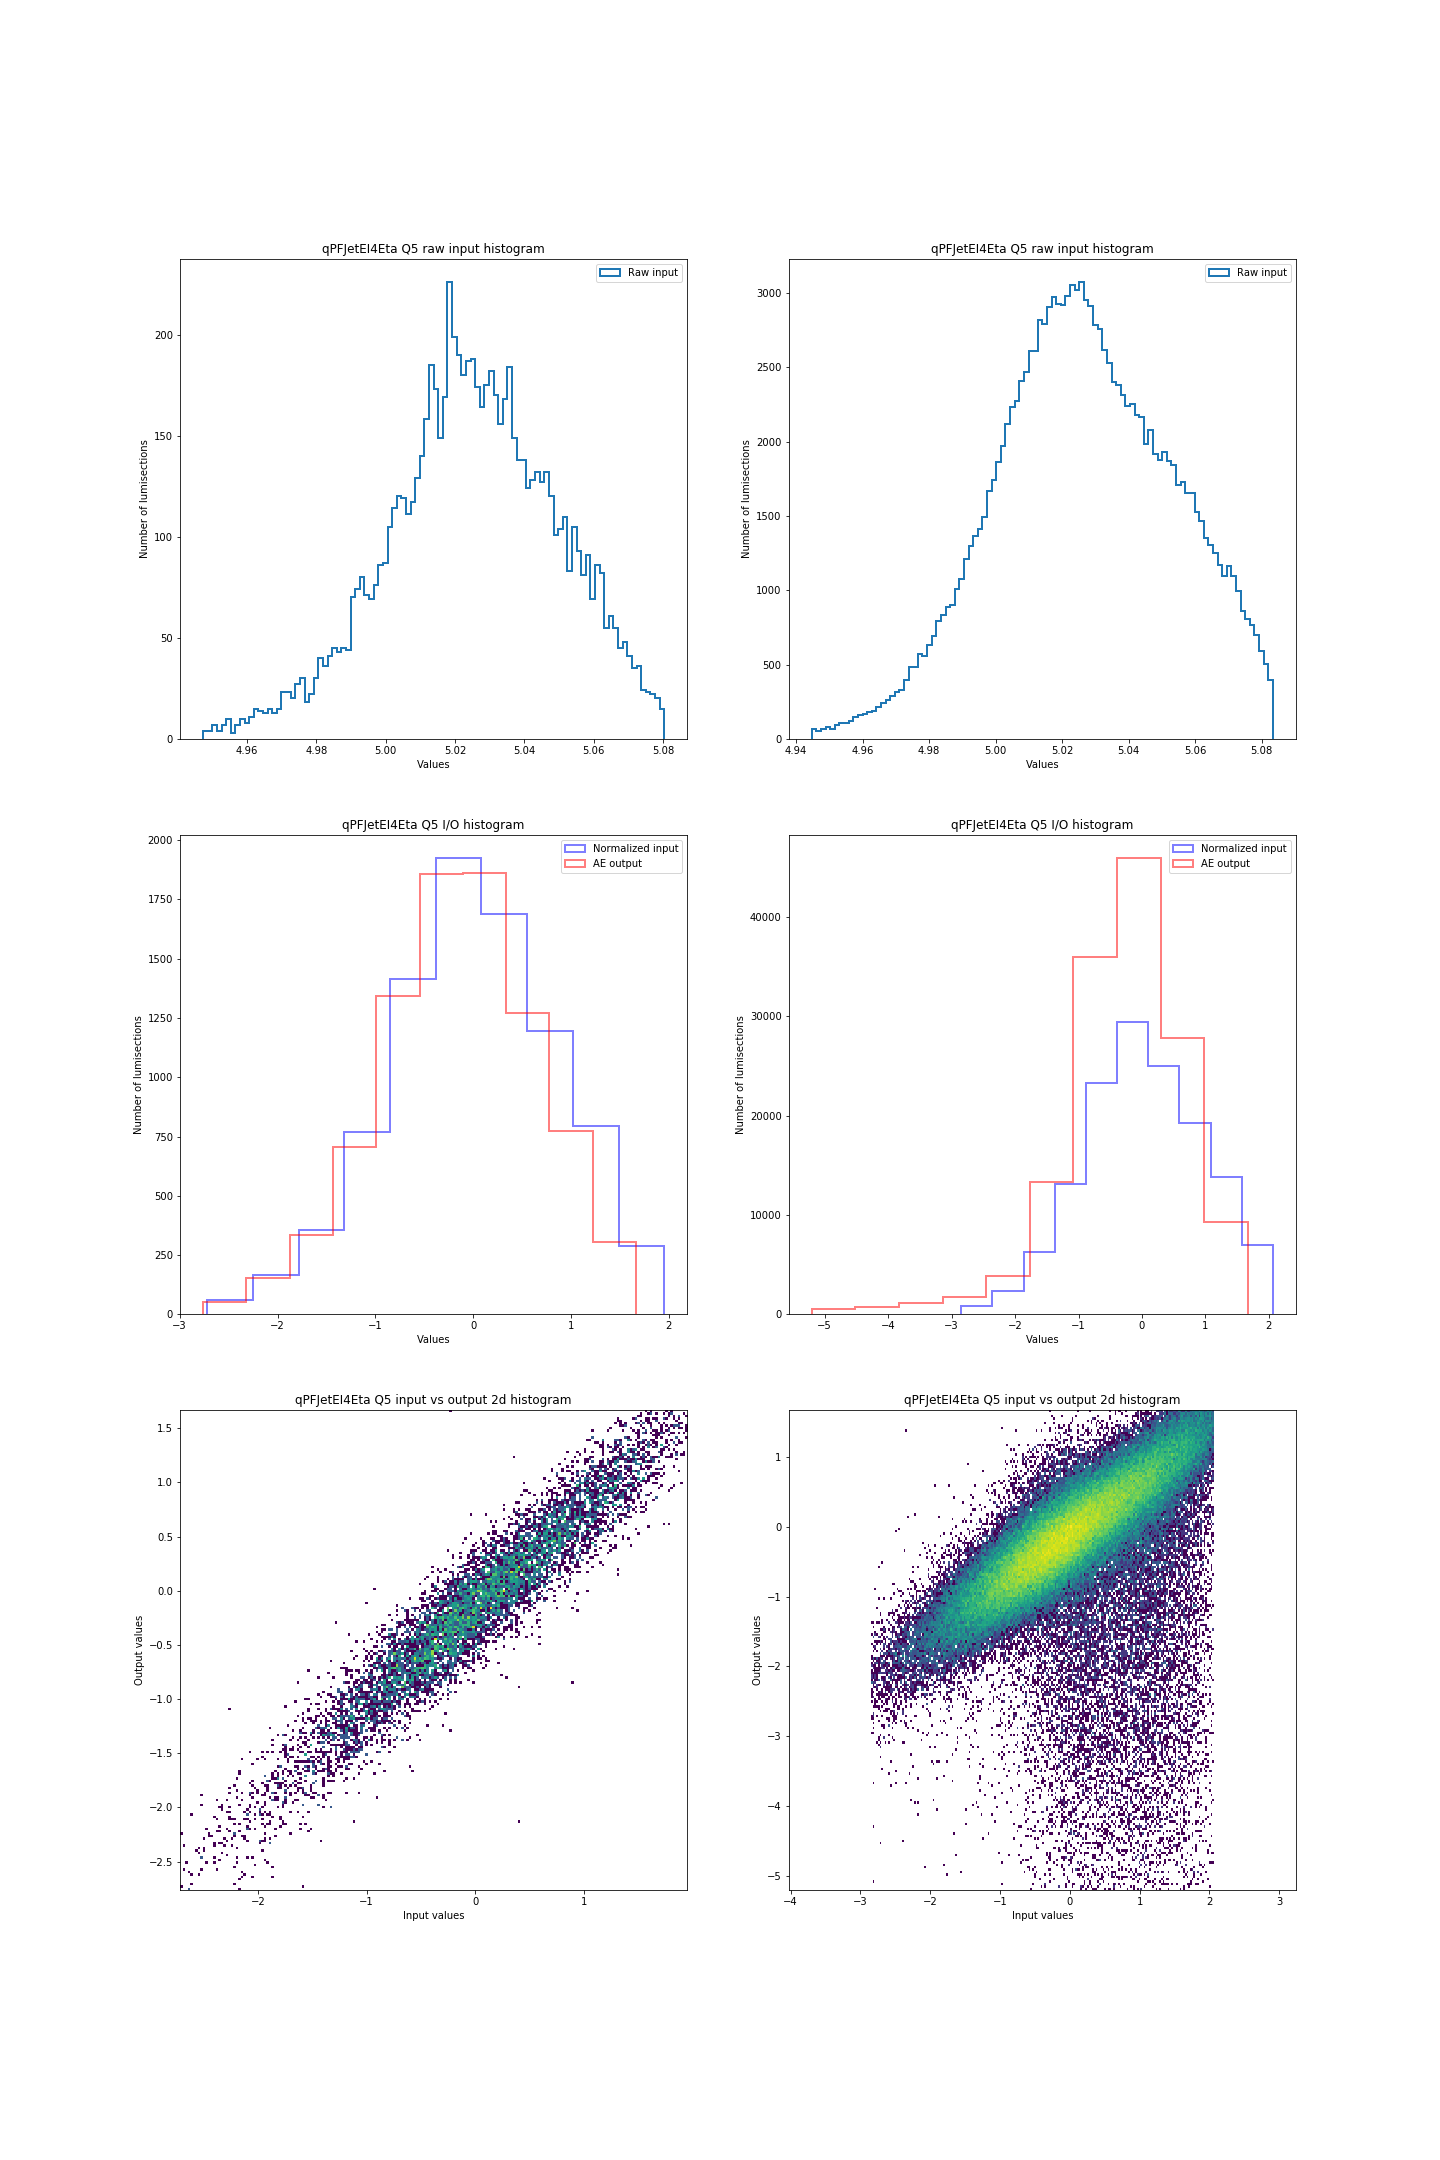 qPFJetEI4Eta Q5 raw input histogram
Raw input
Number of lumisections
200
150
100
50
0
4.96 4.98 5.00 5.02 5.04 5.06 5.08
Values
qPFJetEI4Eta Q5 raw input histogram
Raw input
Number of lumisections
3000
2500
2000
1500
1000
500
0
4.94 4.96 4.98 5.00 5.02 5.04 5.06 5.08
Values
qPFJetEI4Eta Q5 I/O histogram
Normalized input
AE output
Number of lumisections
2000
1750
1500
1250
1000
750
500
250
0
−3 −2 −1 0 1 2
Values
qPFJetEI4Eta Q5 I/O histogram
Normalized input
AE output
Number of lumisections
40000
30000
20000
10000
0
−5 −4 −3 −2 −1 0 1 2
Values
qPFJetEI4Eta Q5 input vs output 2d histogram
Output values
1.5
1.0
0.5
0.0
−0.5
−1.0
−1.5
−2.0
−2.5
−2 −1 0 1
Input values
qPFJetEI4Eta Q5 input vs output 2d histogram
Output values
1
0
−1
−2
−3
−4
−5
−4 −3 −2 −1 0 1 2 3
Input values